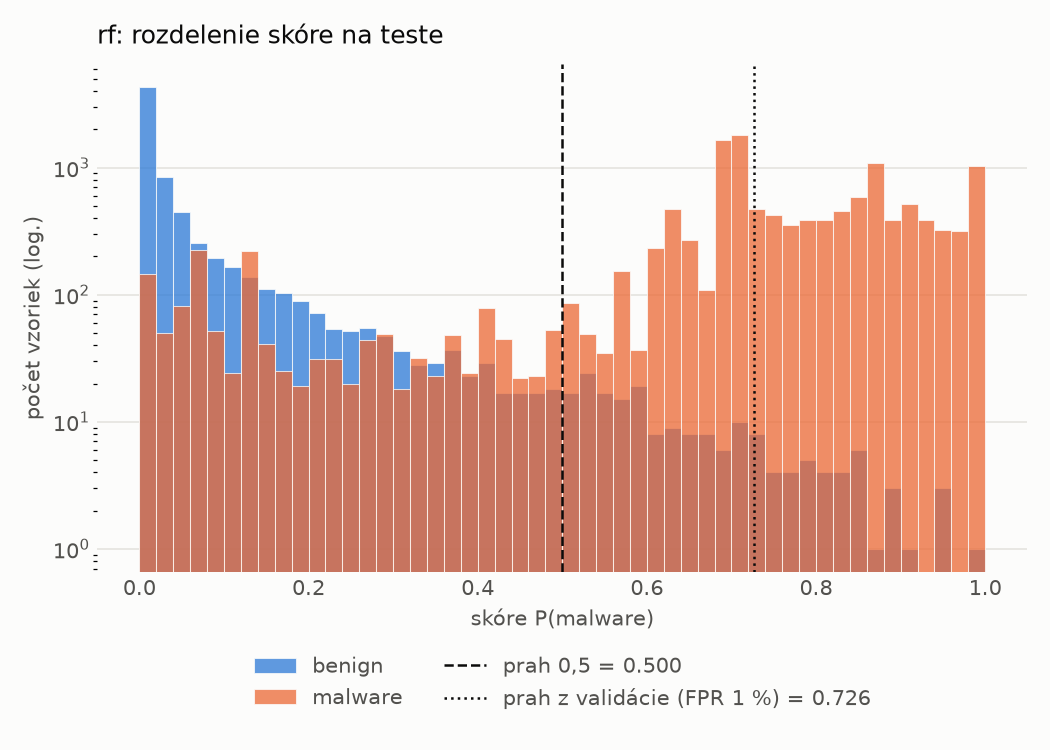 rf: rozdelenie skóre na teste
počet vzoriek (log.)
10³
10²
10¹
10⁰
0.0 0.2 0.4 0.6 0.8 1.0
skóre P(malware)
benign
malware
prah 0,5 = 0.500
prah z validácie (FPR 1 %) = 0.726